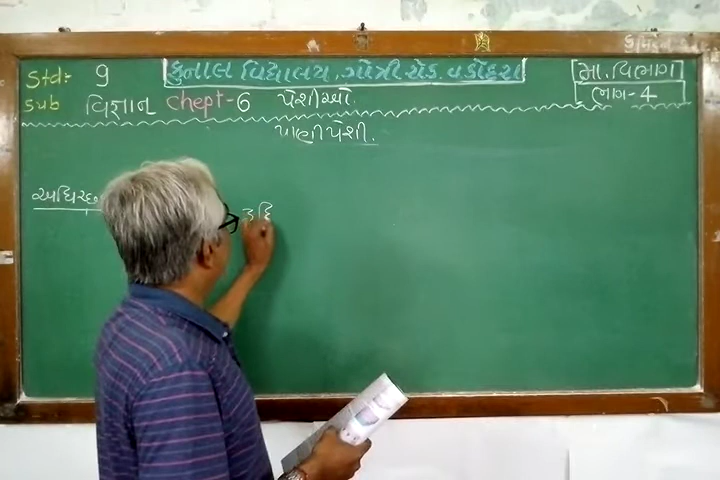 Std:- 9 કુનાલ વિદ્યાલય. ગોત્રી રોડ. વડોદરા મા. વિભાગ
Sub વિજ્ઞાન chept-6 પેશીઓ ભાગ-4
પ્રાણીપેશી.